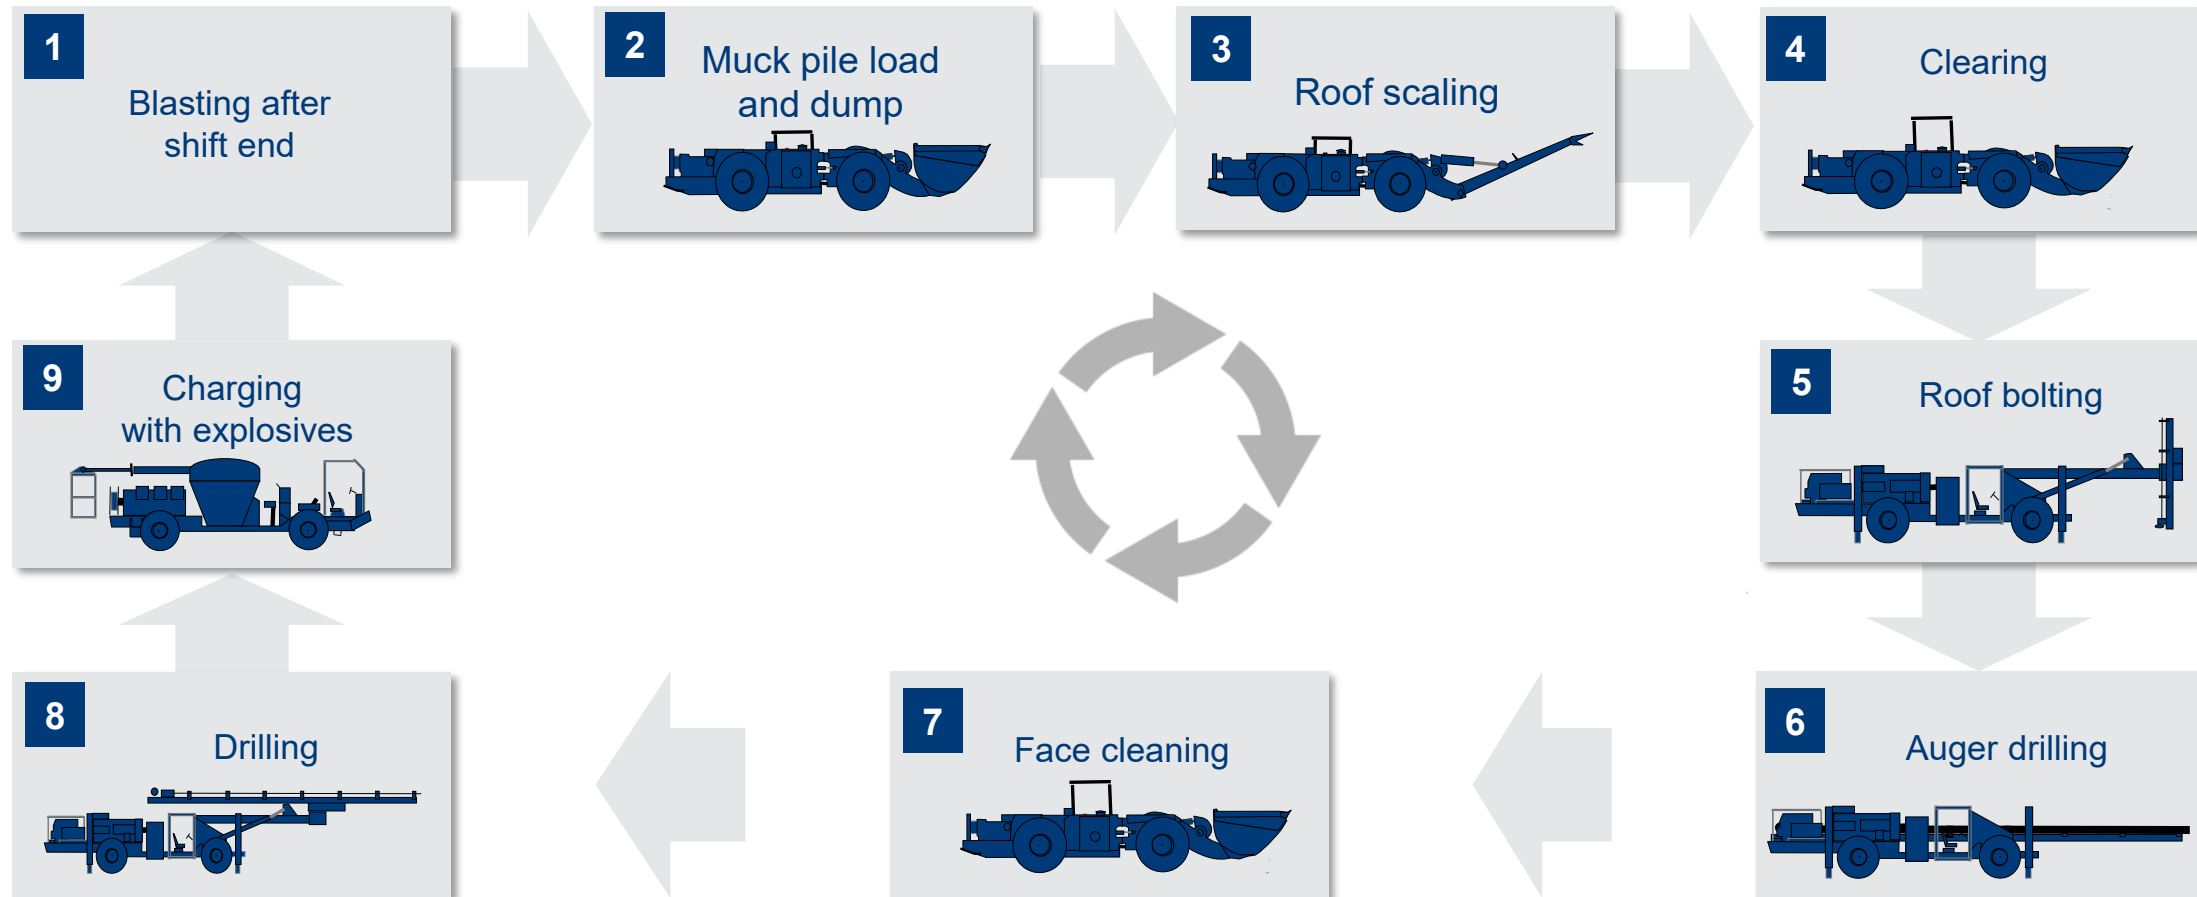 1
Blasting after
shift end
2
Muck pile load
and dump
3
Roof scaling
4
Clearing
5
Roof bolting
6
Auger drilling
7
Face cleaning
8
Drilling
9
Charging
with explosives